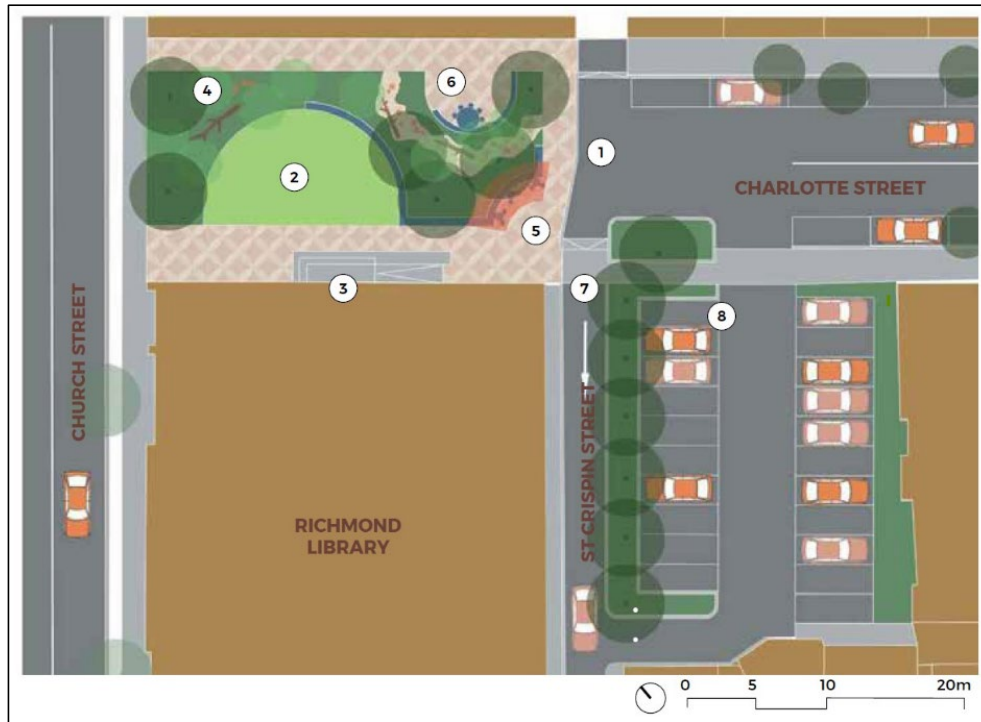 4
6
1
2
CHARLOTTE STREET
5
3
7
8
CHURCH STREET
ST CRISPIN STREET
RICHMOND
LIBRARY
0 5 10 20m